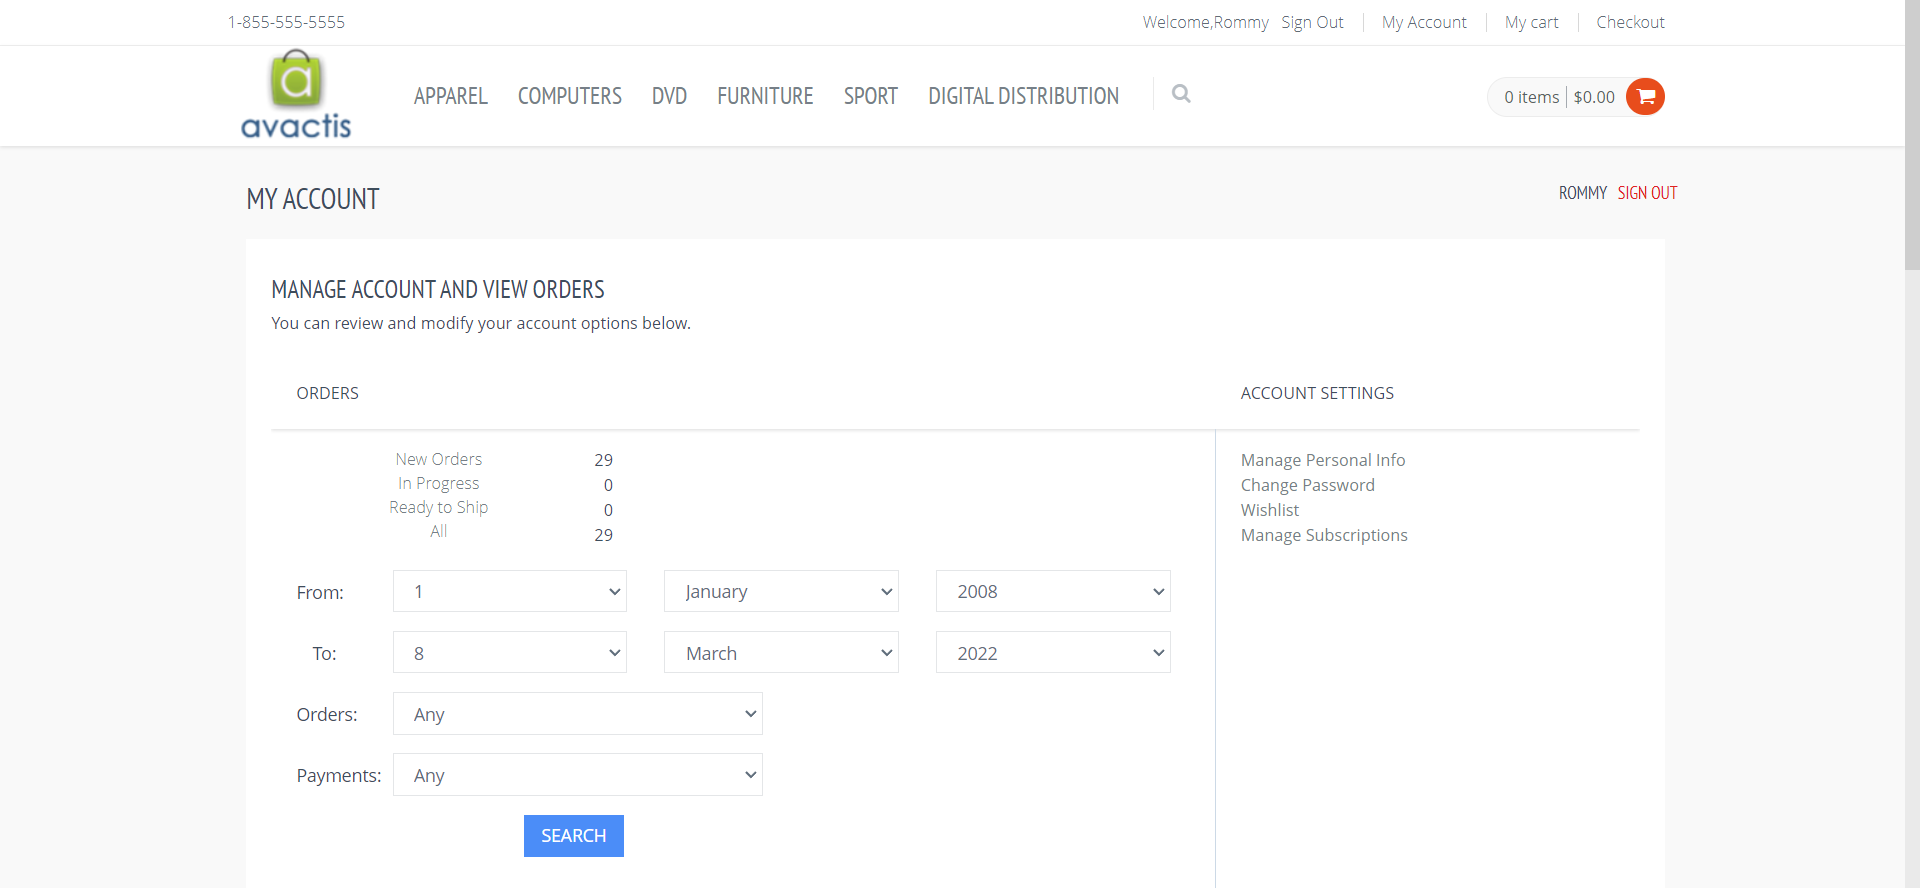 1-855-555-5555
Welcome,Rommy Sign Out My Account My cart Checkout
avactis
APPAREL COMPUTERS DVD FURNITURE SPORT DIGITAL DISTRIBUTION
0 items $0.00
MY ACCOUNT
ROMMY SIGN OUT
MANAGE ACCOUNT AND VIEW ORDERS
You can review and modify your account options below.
ORDERS
New Orders 29
In Progress 0
Ready to Ship 0
All 29
From: 1 January 2008
To: 8 March 2022
Orders: Any
Payments: Any
SEARCH
ACCOUNT SETTINGS
Manage Personal Info
Change Password
Wishlist
Manage Subscriptions